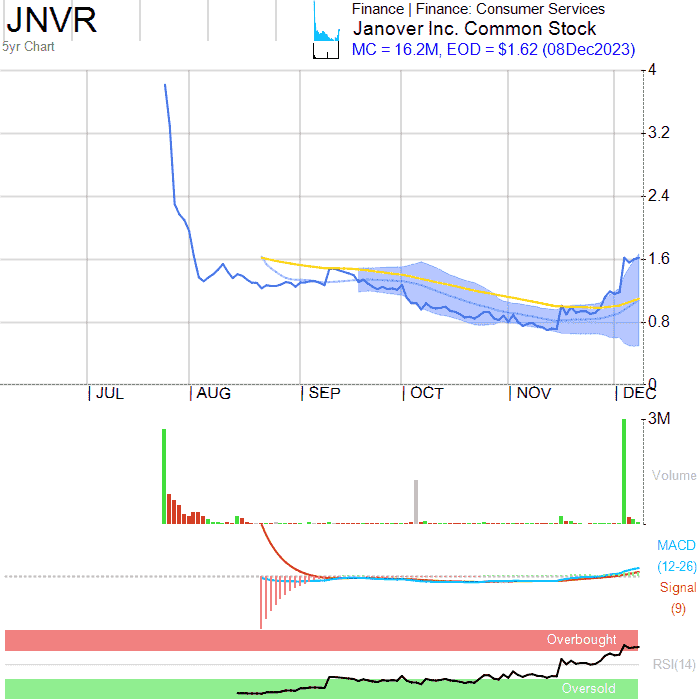 JNVR
5yr Chart
Finance | Finance: Consumer Services
Janover Inc. Common Stock
MC = 16.2M, EOD = $1.62 (08Dec2023)
4
3.2
2.4
1.6
0.8
0
JUL AUG SEP OCT NOV DEC
3M
Volume
MACD
(12-26)
Signal
(9)
Overbought
RSI(14)
Oversold